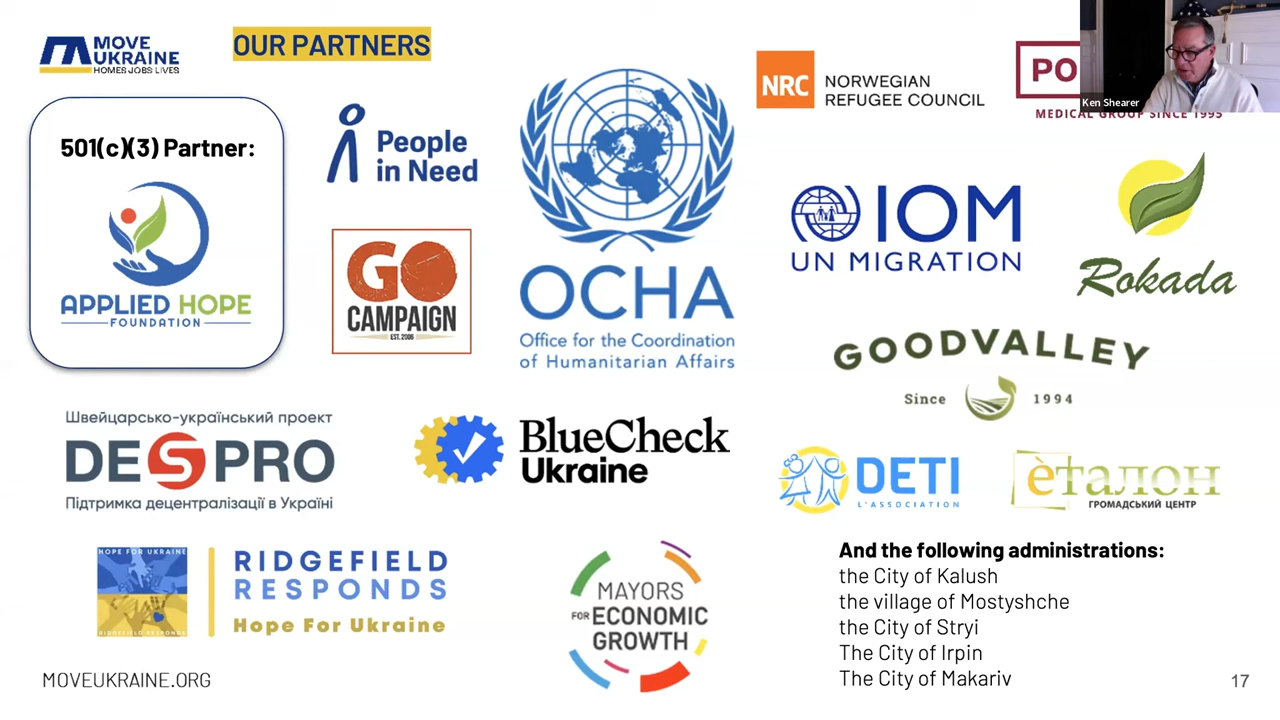 MOVE
UKRAINE
HOMES JOBS LIVES
OUR PARTNERS
501(c)(3) Partner:
APPLIED HOPE
FOUNDATION
People
in Need
GO
CAMPAIGN
EST. 2006
OCHA
Office for the Coordination
of Humanitarian Affairs
NRC
NORWEGIAN
REFUGEE COUNCIL
PO
MEDICAL GROUP SINCE 1995
Ken Shearer
IOM
UN MIGRATION
Rokada
GOODVALLEY
Since 1994
Швейцарсько-український проект
DESPRO
Підтримка децентралізації в Україні
BlueCheck
Ukraine
DETI
L'ASSOCIATION
èталон
ГРОМАДСЬКИЙ ЦЕНТР
HOPE FOR UKRAINE
RIDGEFIELD RESPONDS
RIDGEFIELD
RESPONDS
Hope For Ukraine
MAYORS
FOR ECONOMIC
GROWTH
And the following administrations:
the City of Kalush
the village of Mostyshche
the City of Stryi
The City of Irpin
The City of Makariv
MOVEUKRAINE.ORG
17